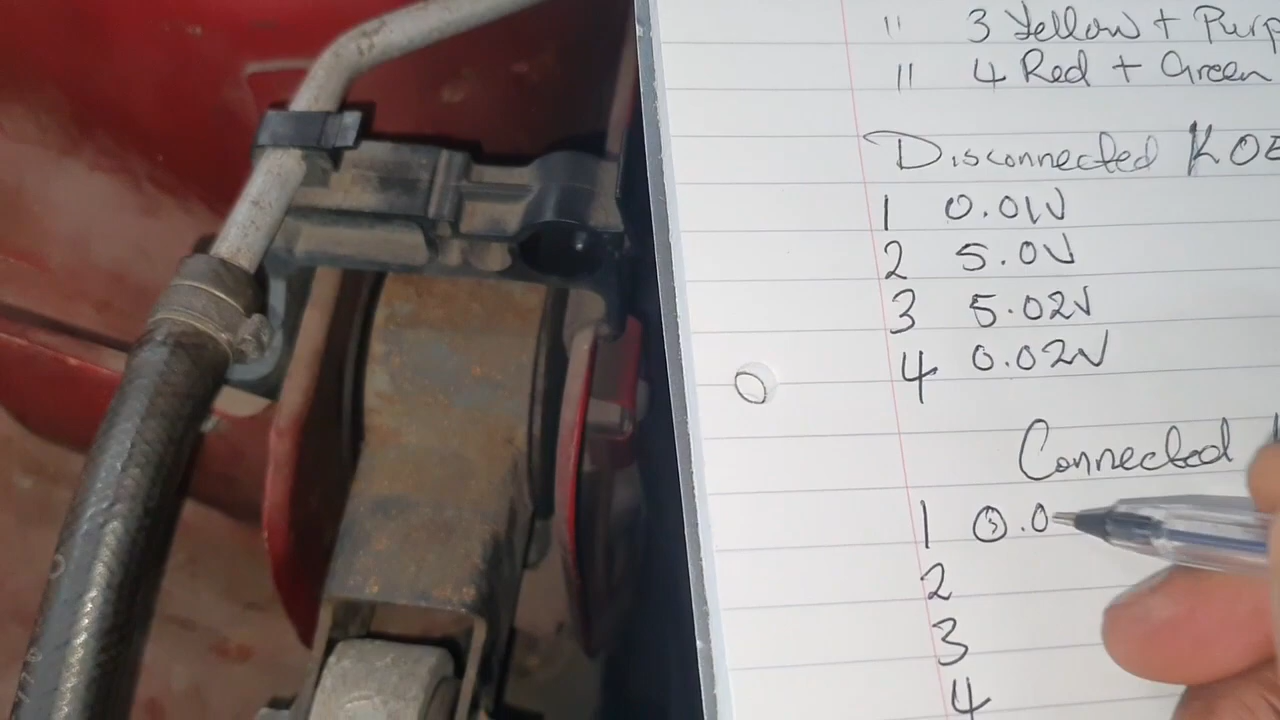 " 3 Yellow + Purp
" 4 Red + Green
Disconnected KOE
1 0.01V
2 5.0V
3 5.02V
4 0.02V
Connected
1 0.0
2
3
4